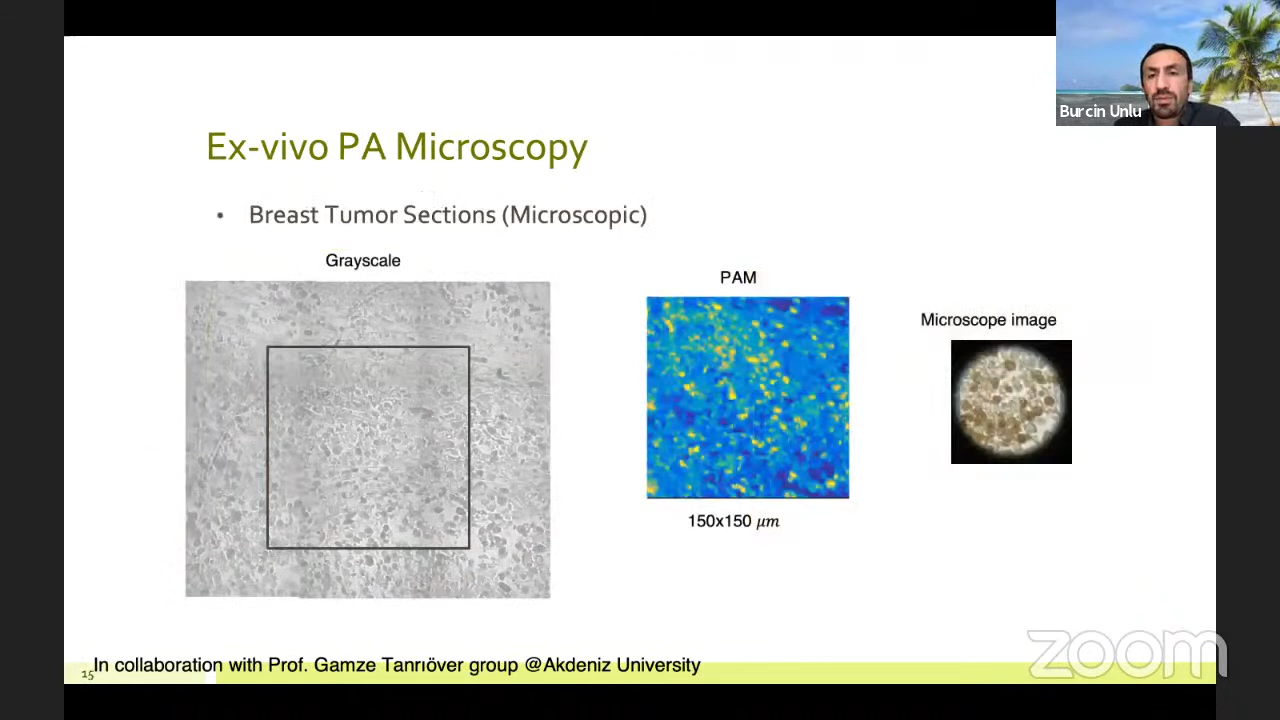 Burcin Unlu
Ex-vivo PA Microscopy
• Breast Tumor Sections (Microscopic)
Grayscale
PAM
Microscope image
150x150 μm
15 In collaboration with Prof. Gamze Tanrıöver group @Akdeniz University
zoom